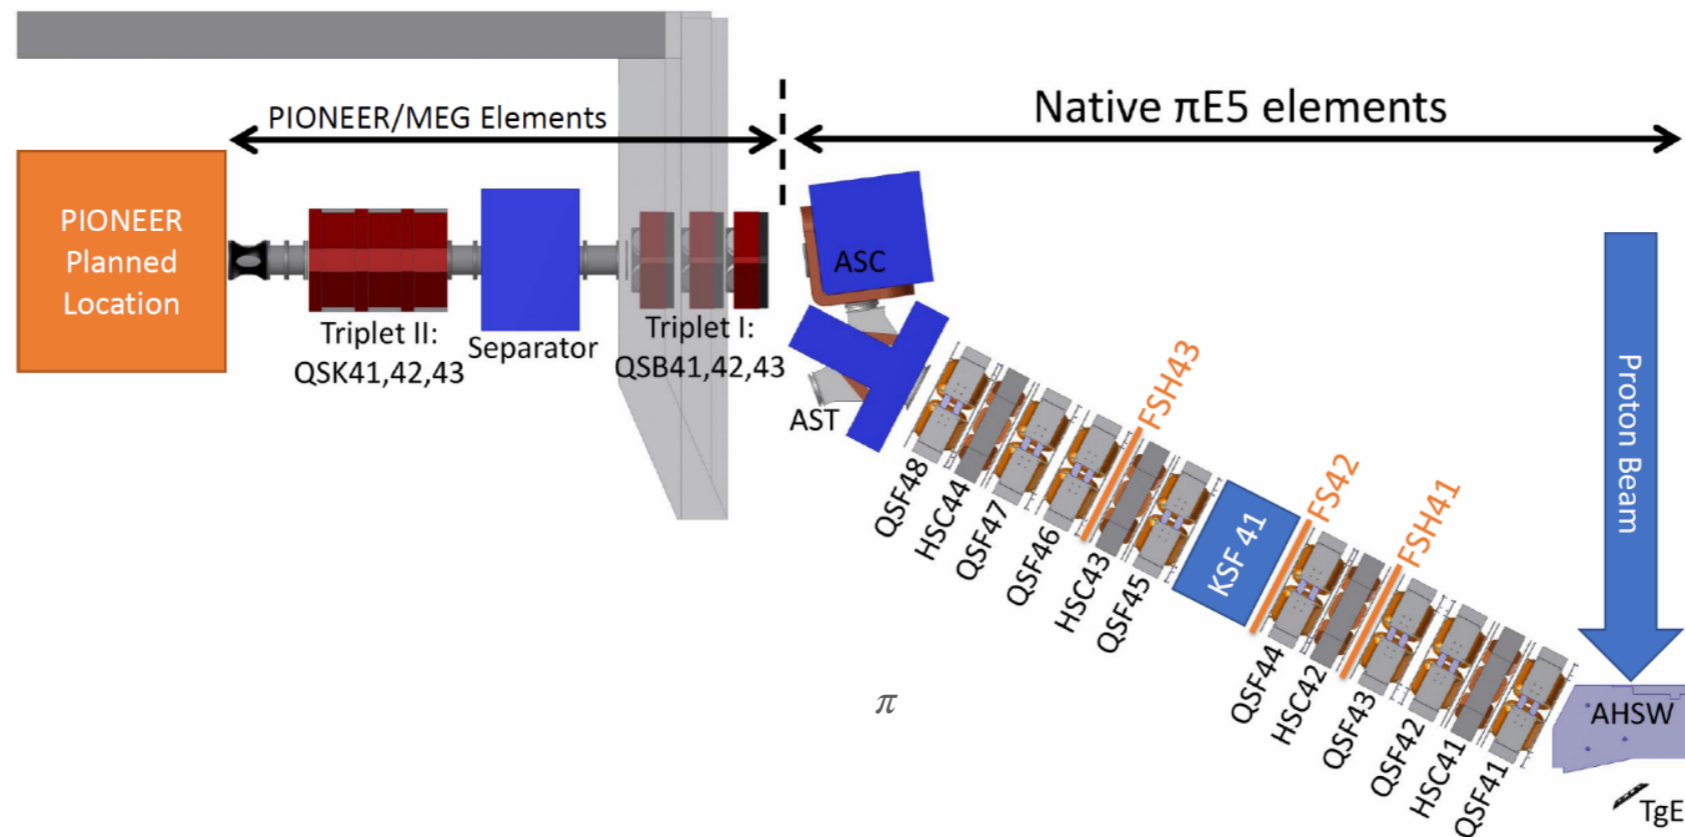 PIONEER/MEG Elements
Native πE5 elements
PIONEER
Planned
Location
Triplet II:
QSK41,42,43
Separator
Triplet I:
QSB41,42,43
ASC
AST
QSF48
HSC44
QSF47
QSF46
FSH43
HSC43
QSF45
KSF 41
FS42
QSF44
HSC42
FSH41
QSF43
QSF42
HSC41
QSF41
Proton Beam
AHSW
TgE
π